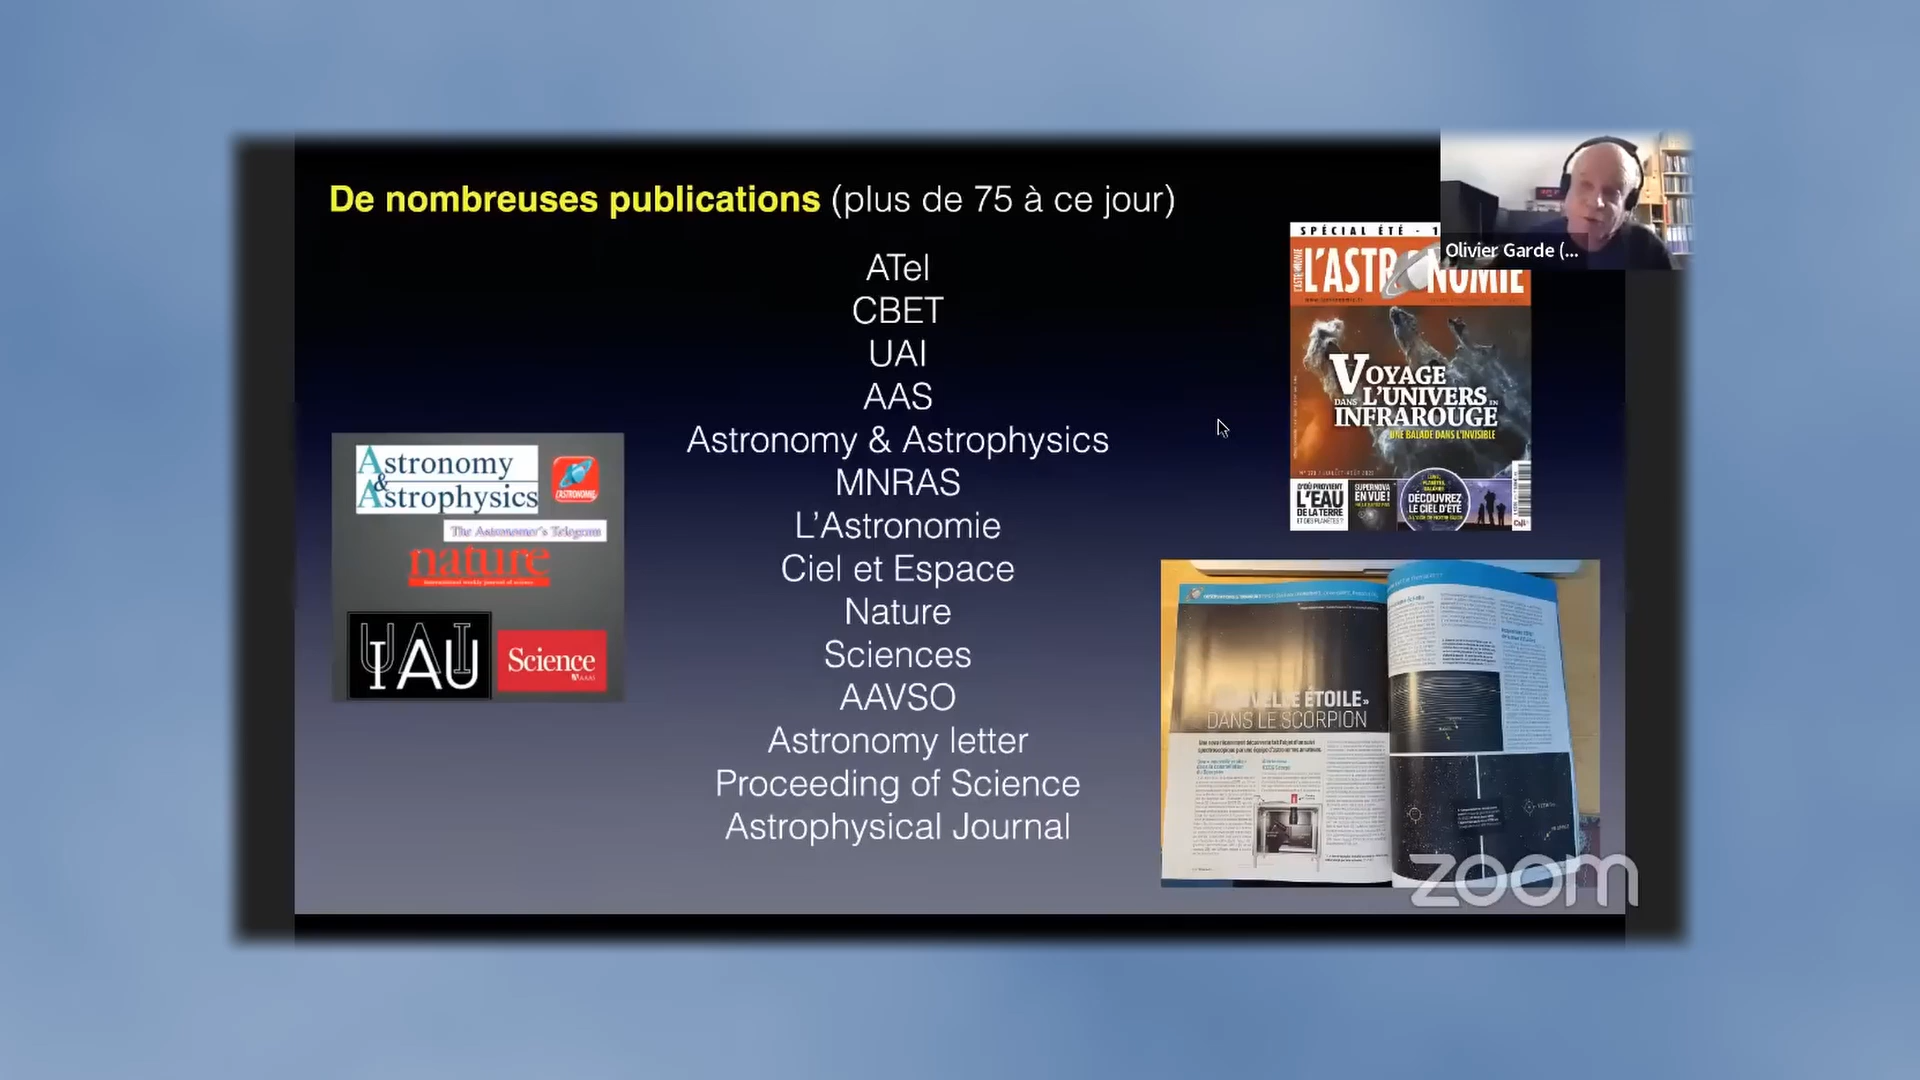 De nombreuses publications (plus de 75 à ce jour)
Olivier Garde (...
ATel
CBET
UAI
AAS
Astronomy & Astrophysics
MNRAS
L’Astronomie
Ciel et Espace
Nature
Sciences
AAVSO
Astronomy letter
Proceeding of Science
Astrophysical Journal
Astronomy
&
Astrophysics
L'ASTRONOMIE
The Astronomer's Telegram
nature
international weekly journal of science
UAI
IAU
Science
AAAS
SPÉCIAL ÉTÉ - 1
L'ASTRONOMIE
VOYAGE
DANS L'UNIVERS EN
INFRAROUGE
UNE BALADE DANS L'INVISIBLE
D'OÙ PROVIENT
L'EAU
DE LA TERRE
ET DES PLANÈTES ?
SUPERNOVA
EN VUE !
DÉCOUVREZ
LE CIEL D'ÉTÉ
ÉTOILE»
DANS LE SCORPION
zoom